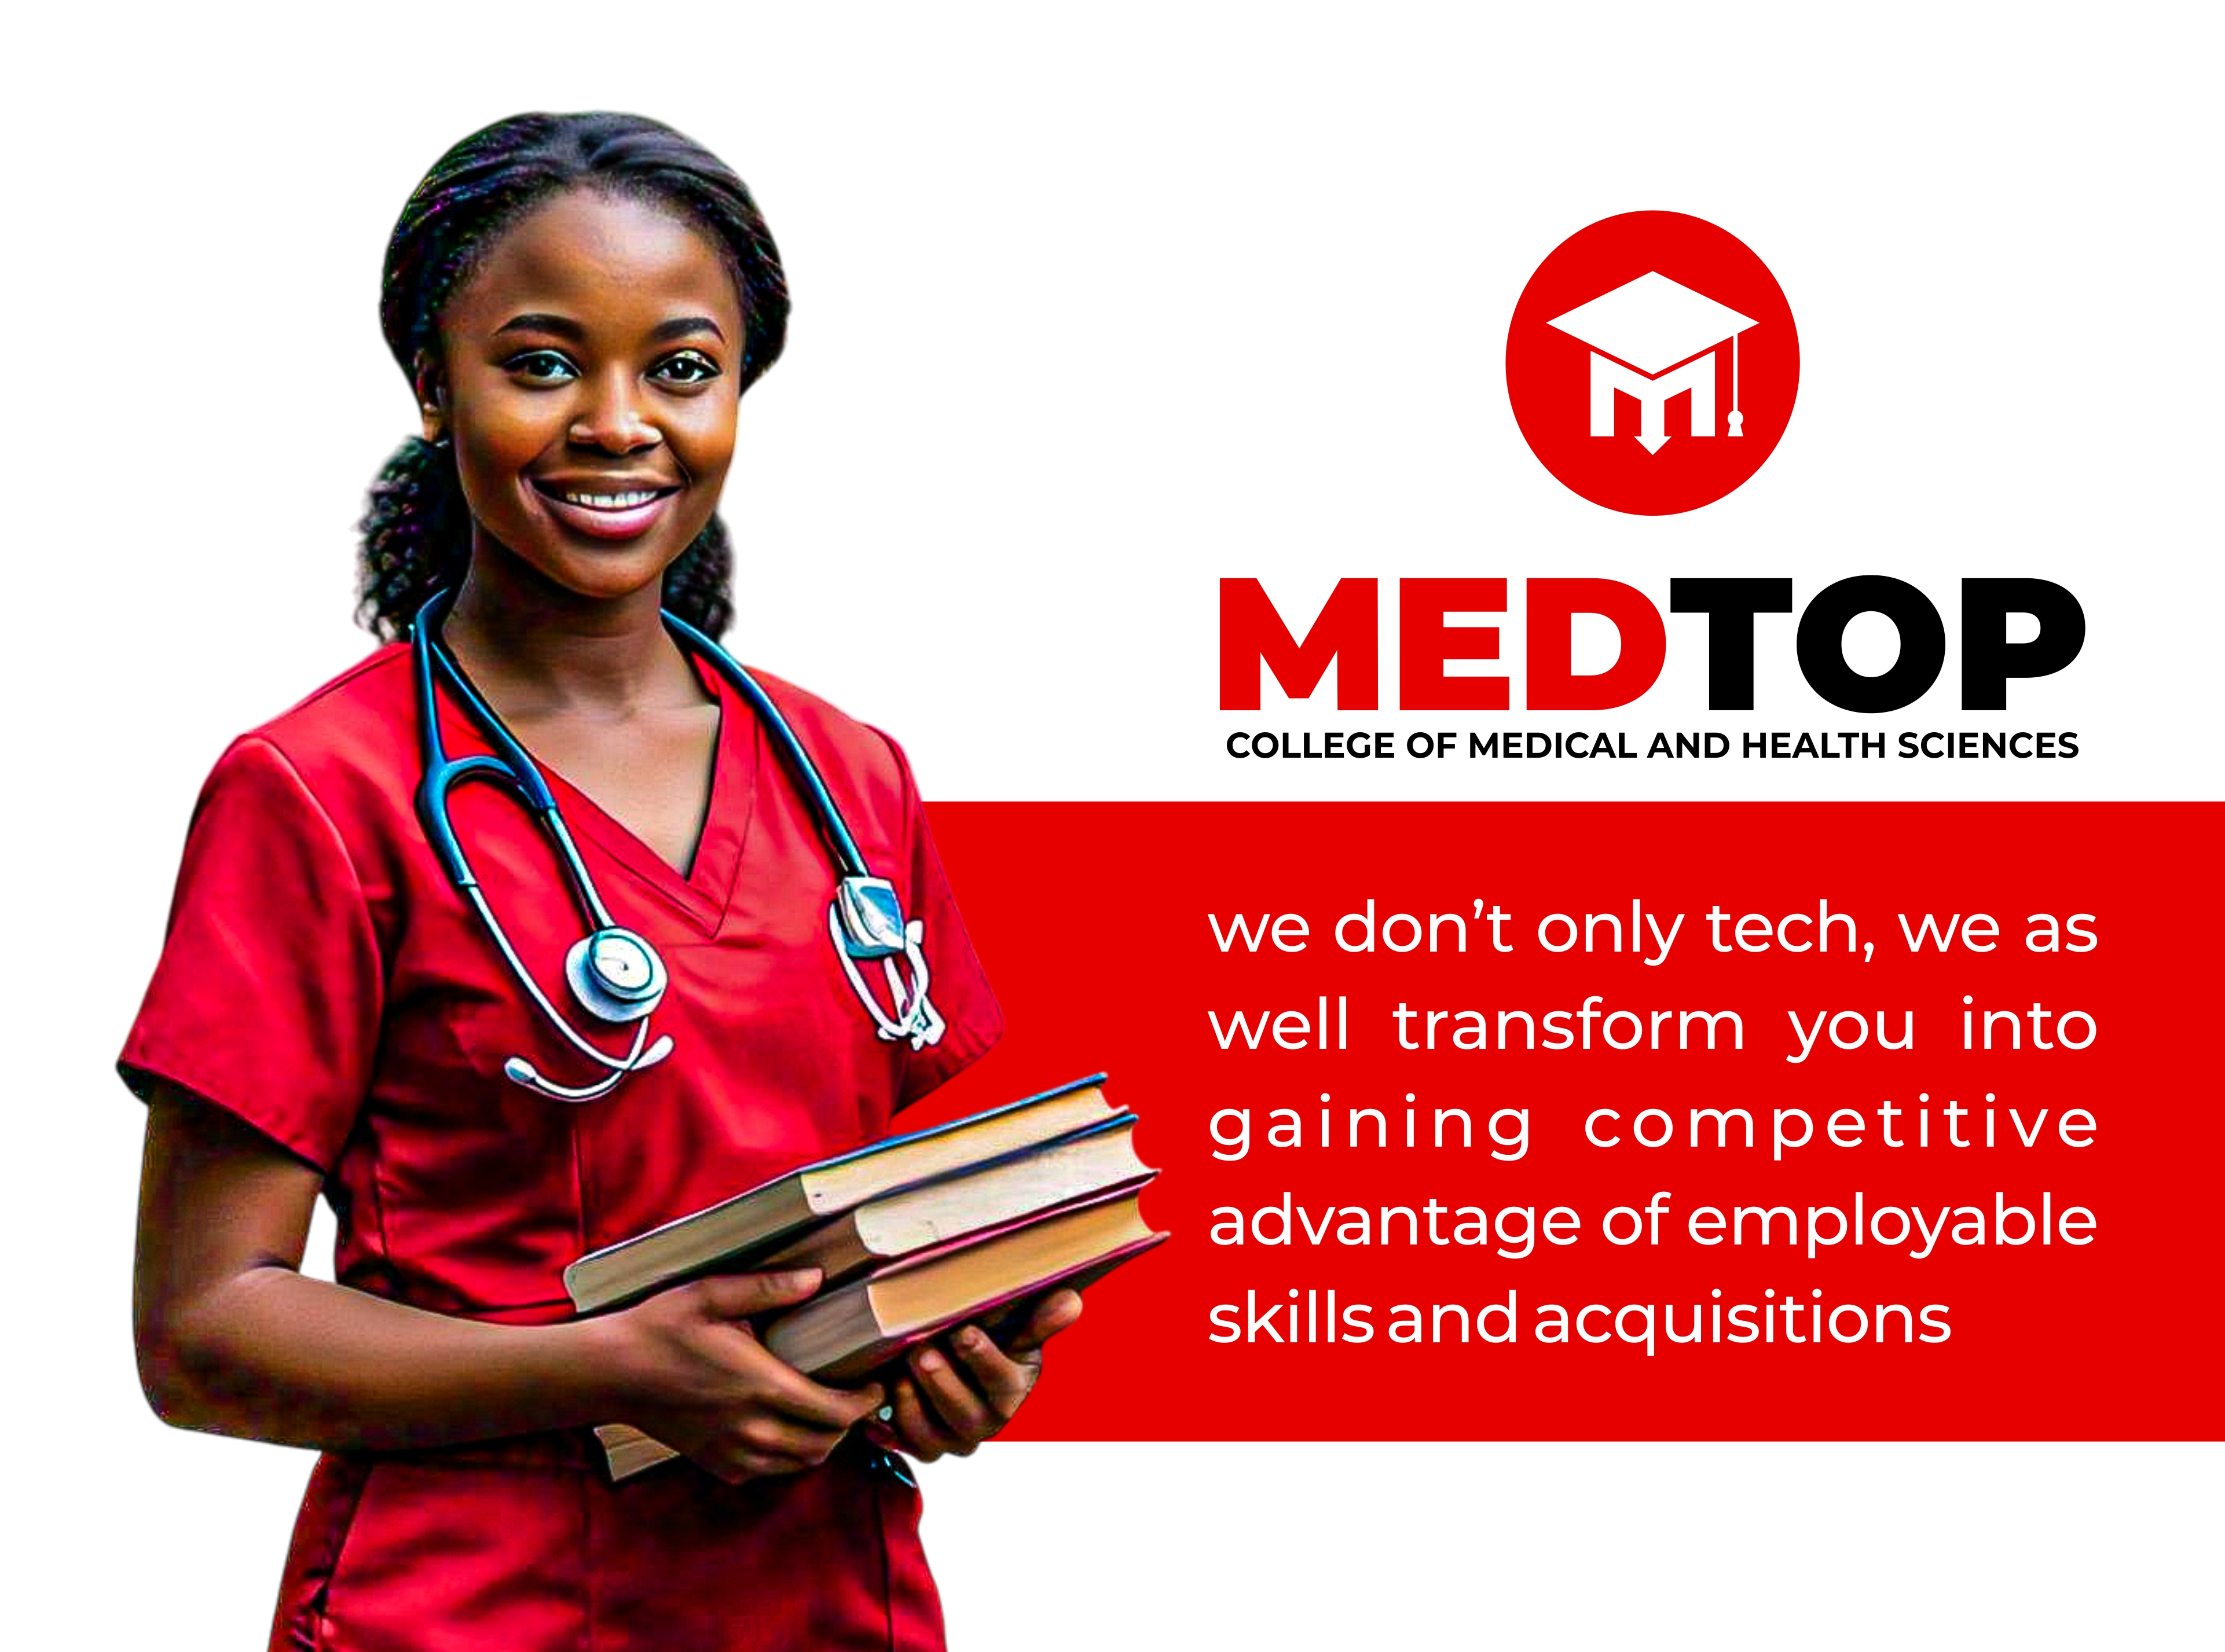 MEDTOP
COLLEGE OF MEDICAL AND HEALTH SCIENCES
we don’t only tech, we as
well transform you into
gaining competitive
advantage of employable
skills and acquisitions